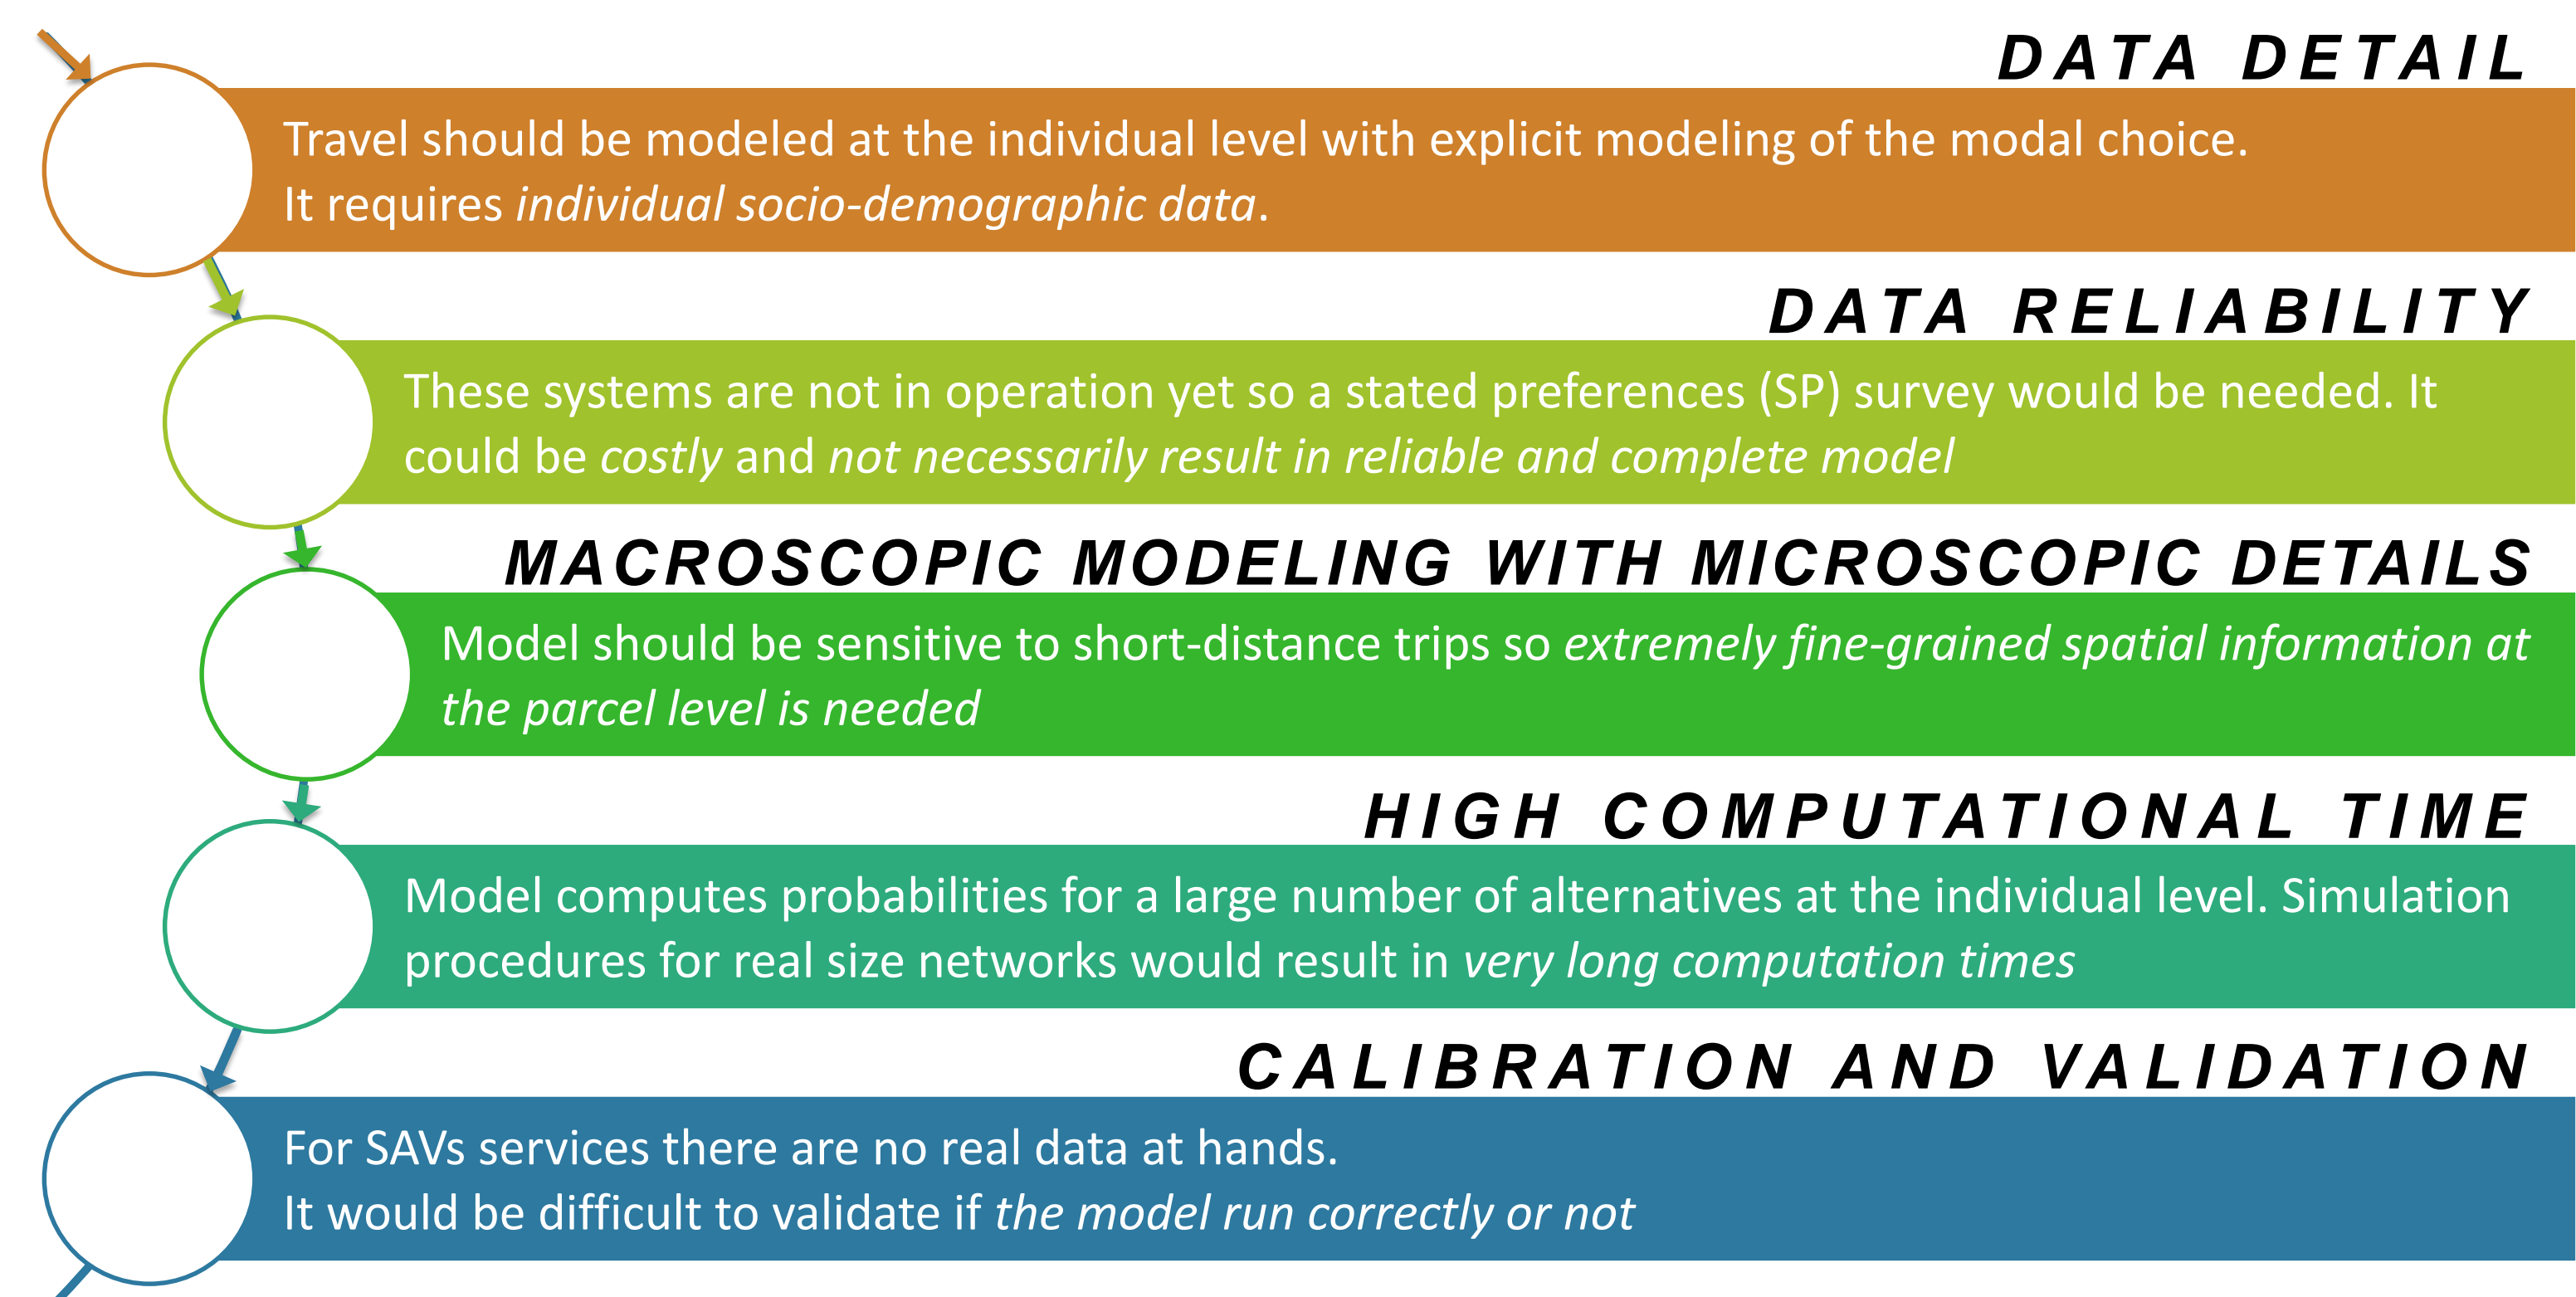 DATA DETAIL
Travel should be modeled at the individual level with explicit modeling of the modal choice.
It requires individual socio-demographic data.
DATA RELIABILITY
These systems are not in operation yet so a stated preferences (SP) survey would be needed. It
could be costly and not necessarily result in reliable and complete model
MACROSCOPIC MODELING WITH MICROSCOPIC DETAILS
Model should be sensitive to short-distance trips so extremely fine-grained spatial information at
the parcel level is needed
HIGH COMPUTATIONAL TIME
Model computes probabilities for a large number of alternatives at the individual level. Simulation
procedures for real size networks would result in very long computation times
CALIBRATION AND VALIDATION
For SAVs services there are no real data at hands.
It would be difficult to validate if the model run correctly or not